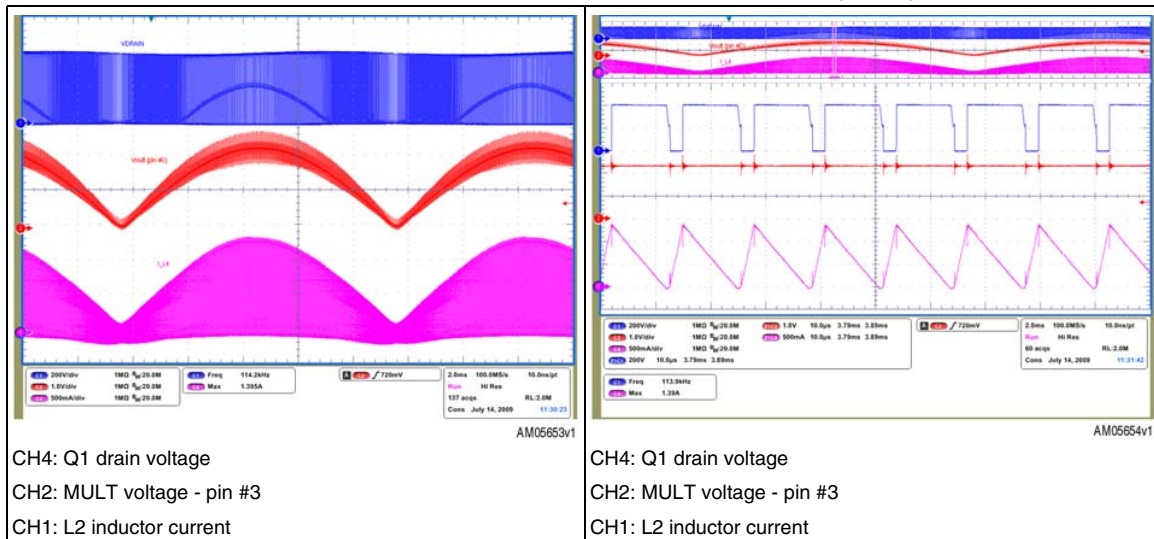 VDRAIN
Vmult (pin #3)
I_L4
200V/div 1MΩ 20.0M
1.0V/div 1MΩ 20.0M
500mA/div 1MΩ 20.0M
Freq 114.2kHz
Max 1.395A
720mV
2.0ms 100.0MS/s 10.0ns/pt
Run Hi Res
137 acqs RL:2.0M
Cons July 14, 2009 11:30:23
AM05653v1
CH4: Q1 drain voltage
CH2: MULT voltage - pin #3
CH1: L2 inductor current
I_L4
200V/div 1MΩ 20.0M
1.0V/div 1MΩ 20.0M
500mA/div 1MΩ 20.0M
200V 10.0µs 3.79ms 3.89ms
1.0V 10.0µs 3.79ms 3.89ms
500mA 10.0µs 3.79ms 3.89ms
720mV
2.0ms 100.0MS/s 10.0ns/pt
Run Hi Res
60 acqs RL:2.0M
Cons July 14, 2009 11:31:42
Freq 113.9kHz
Max 1.39A
AM05654v1
CH4: Q1 drain voltage
CH2: MULT voltage - pin #3
CH1: L2 inductor current